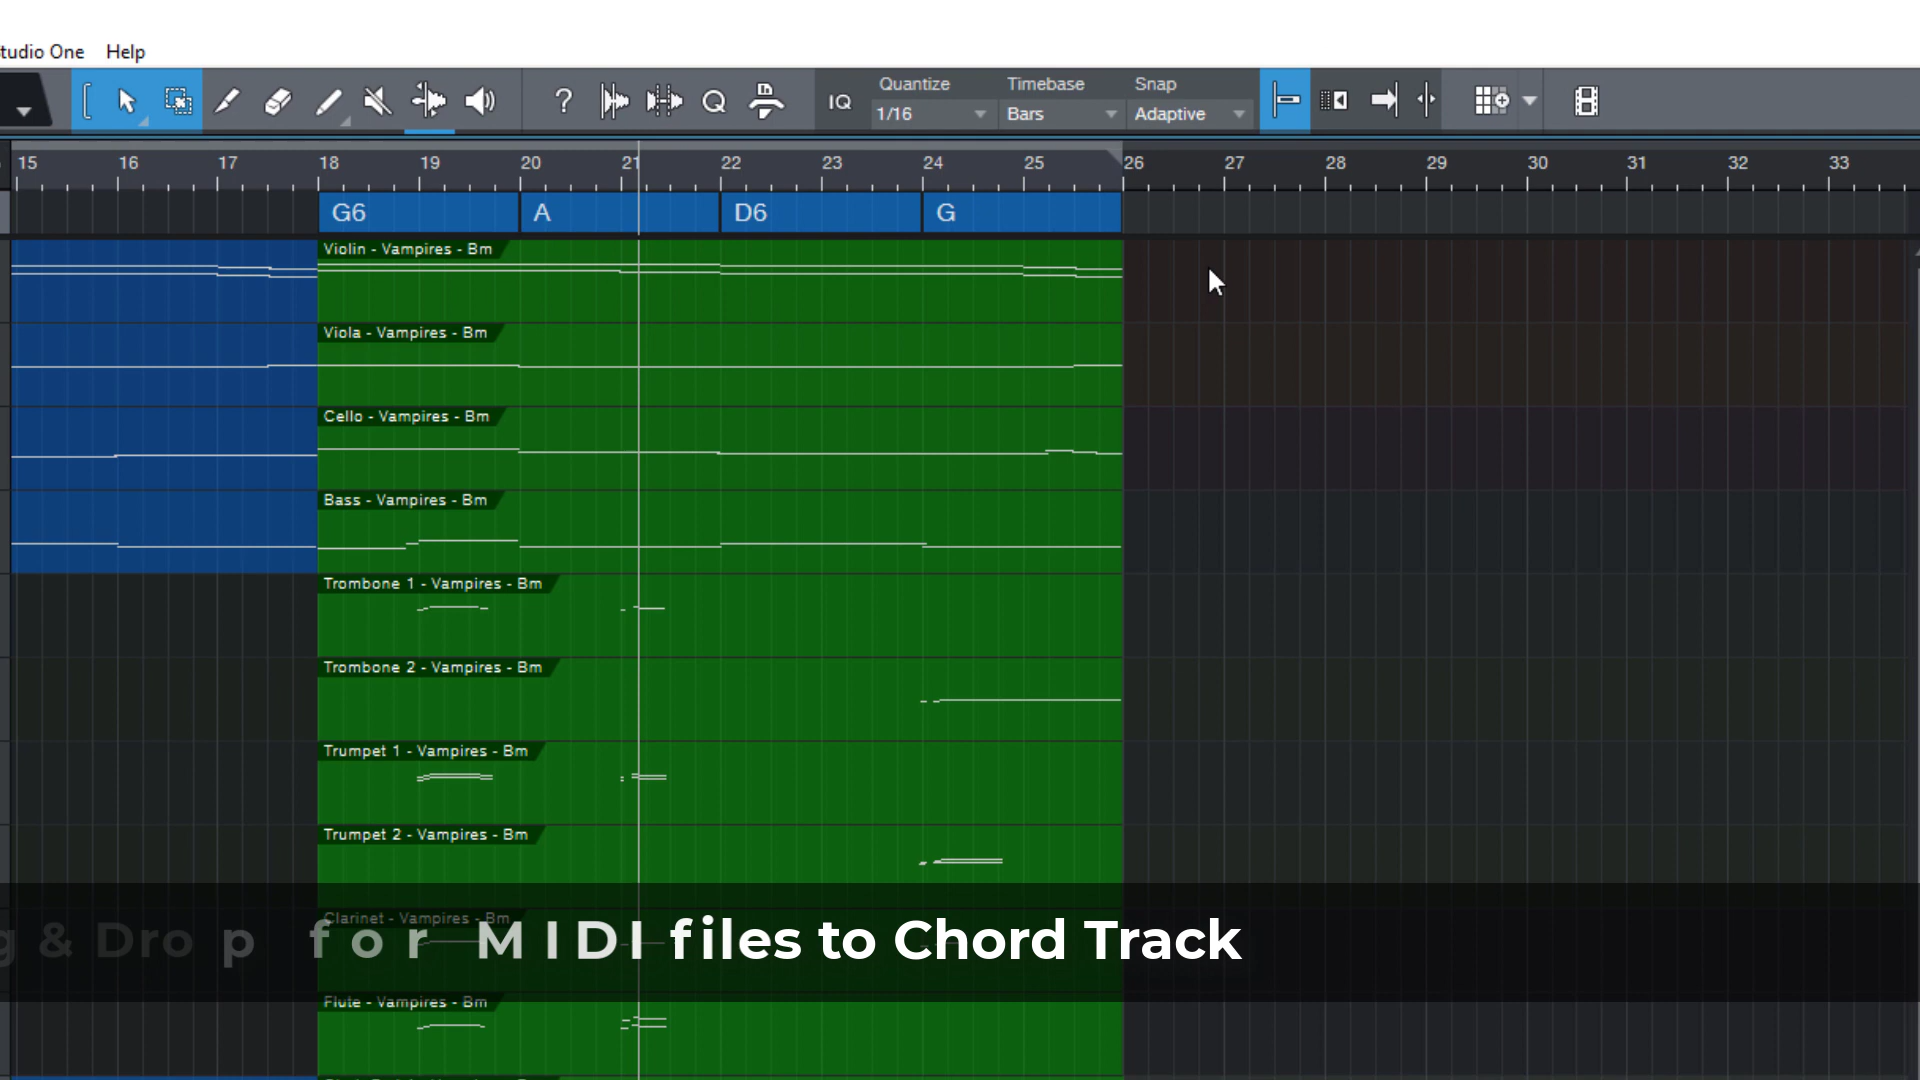 tudio One Help
Quantize Timebase Snap
IQ 1/16 Bars Adaptive
15 16 17 18 19 20 21 22 23 24 25 26 27 28 29 30 31 32 33
G6 A D6 G
Violin - Vampires - Bm
Viola - Vampires - Bm
Cello - Vampires - Bm
Bass - Vampires - Bm
Trombone 1 - Vampires - Bm
Trombone 2 - Vampires - Bm
Trumpet 1 - Vampires - Bm
Trumpet 2 - Vampires - Bm
Clarinet - Vampires - Bm
g & Drop for MIDI files to Chord Track
Flute - Vampires - Bm